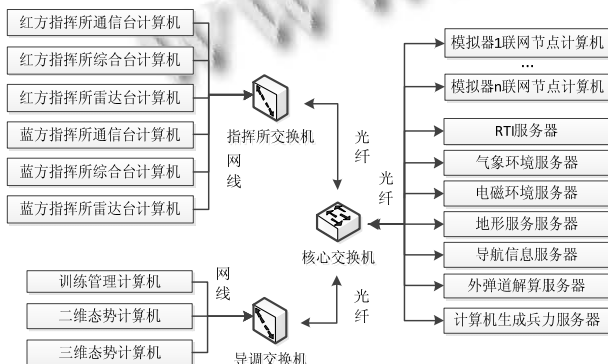 红方指挥所通信台计算机
红方指挥所综合台计算机
红方指挥所雷达台计算机
蓝方指挥所通信台计算机
蓝方指挥所综合台计算机
蓝方指挥所雷达台计算机
指挥所交换机
网线
光纤
光纤
核心交换机
模拟器1联网节点计算机
...
模拟器n联网节点计算机
RTI服务器
气象环境服务器
电磁环境服务器
地形服务服务器
导航信息服务器
外弹道解算服务器
计算机生成兵力服务器
训练管理计算机
二维态势计算机
三维态势计算机
网线
光纤
导调交换机